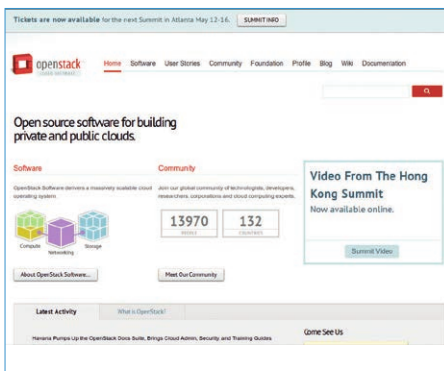 Tickets are now available for the next Summit in Atlanta May 12-16. SUMMIT INFO
openstack
CLOUD SOFTWARE
Home Software User Stories Community Foundation Profile Blog Wiki Documentation
Open source software for building
private and public clouds.
Software
OpenStack Software delivers a massively scalable cloud
operating system.
Compute
Networking
Storage
About OpenStack Software...
Community
Join our global community of technologists, developers,
researchers, corporations and cloud computing experts.
13970 132
PEOPLE COUNTRIES
Meet Our Community
Video From The Hong
Kong Summit
Now available online.
Summit Video
Latest Activity What is OpenStack?
Havana Pumps Up the OpenStack Docs Suite, Brings Cloud Admin, Security, and Training Guides
Come See Us